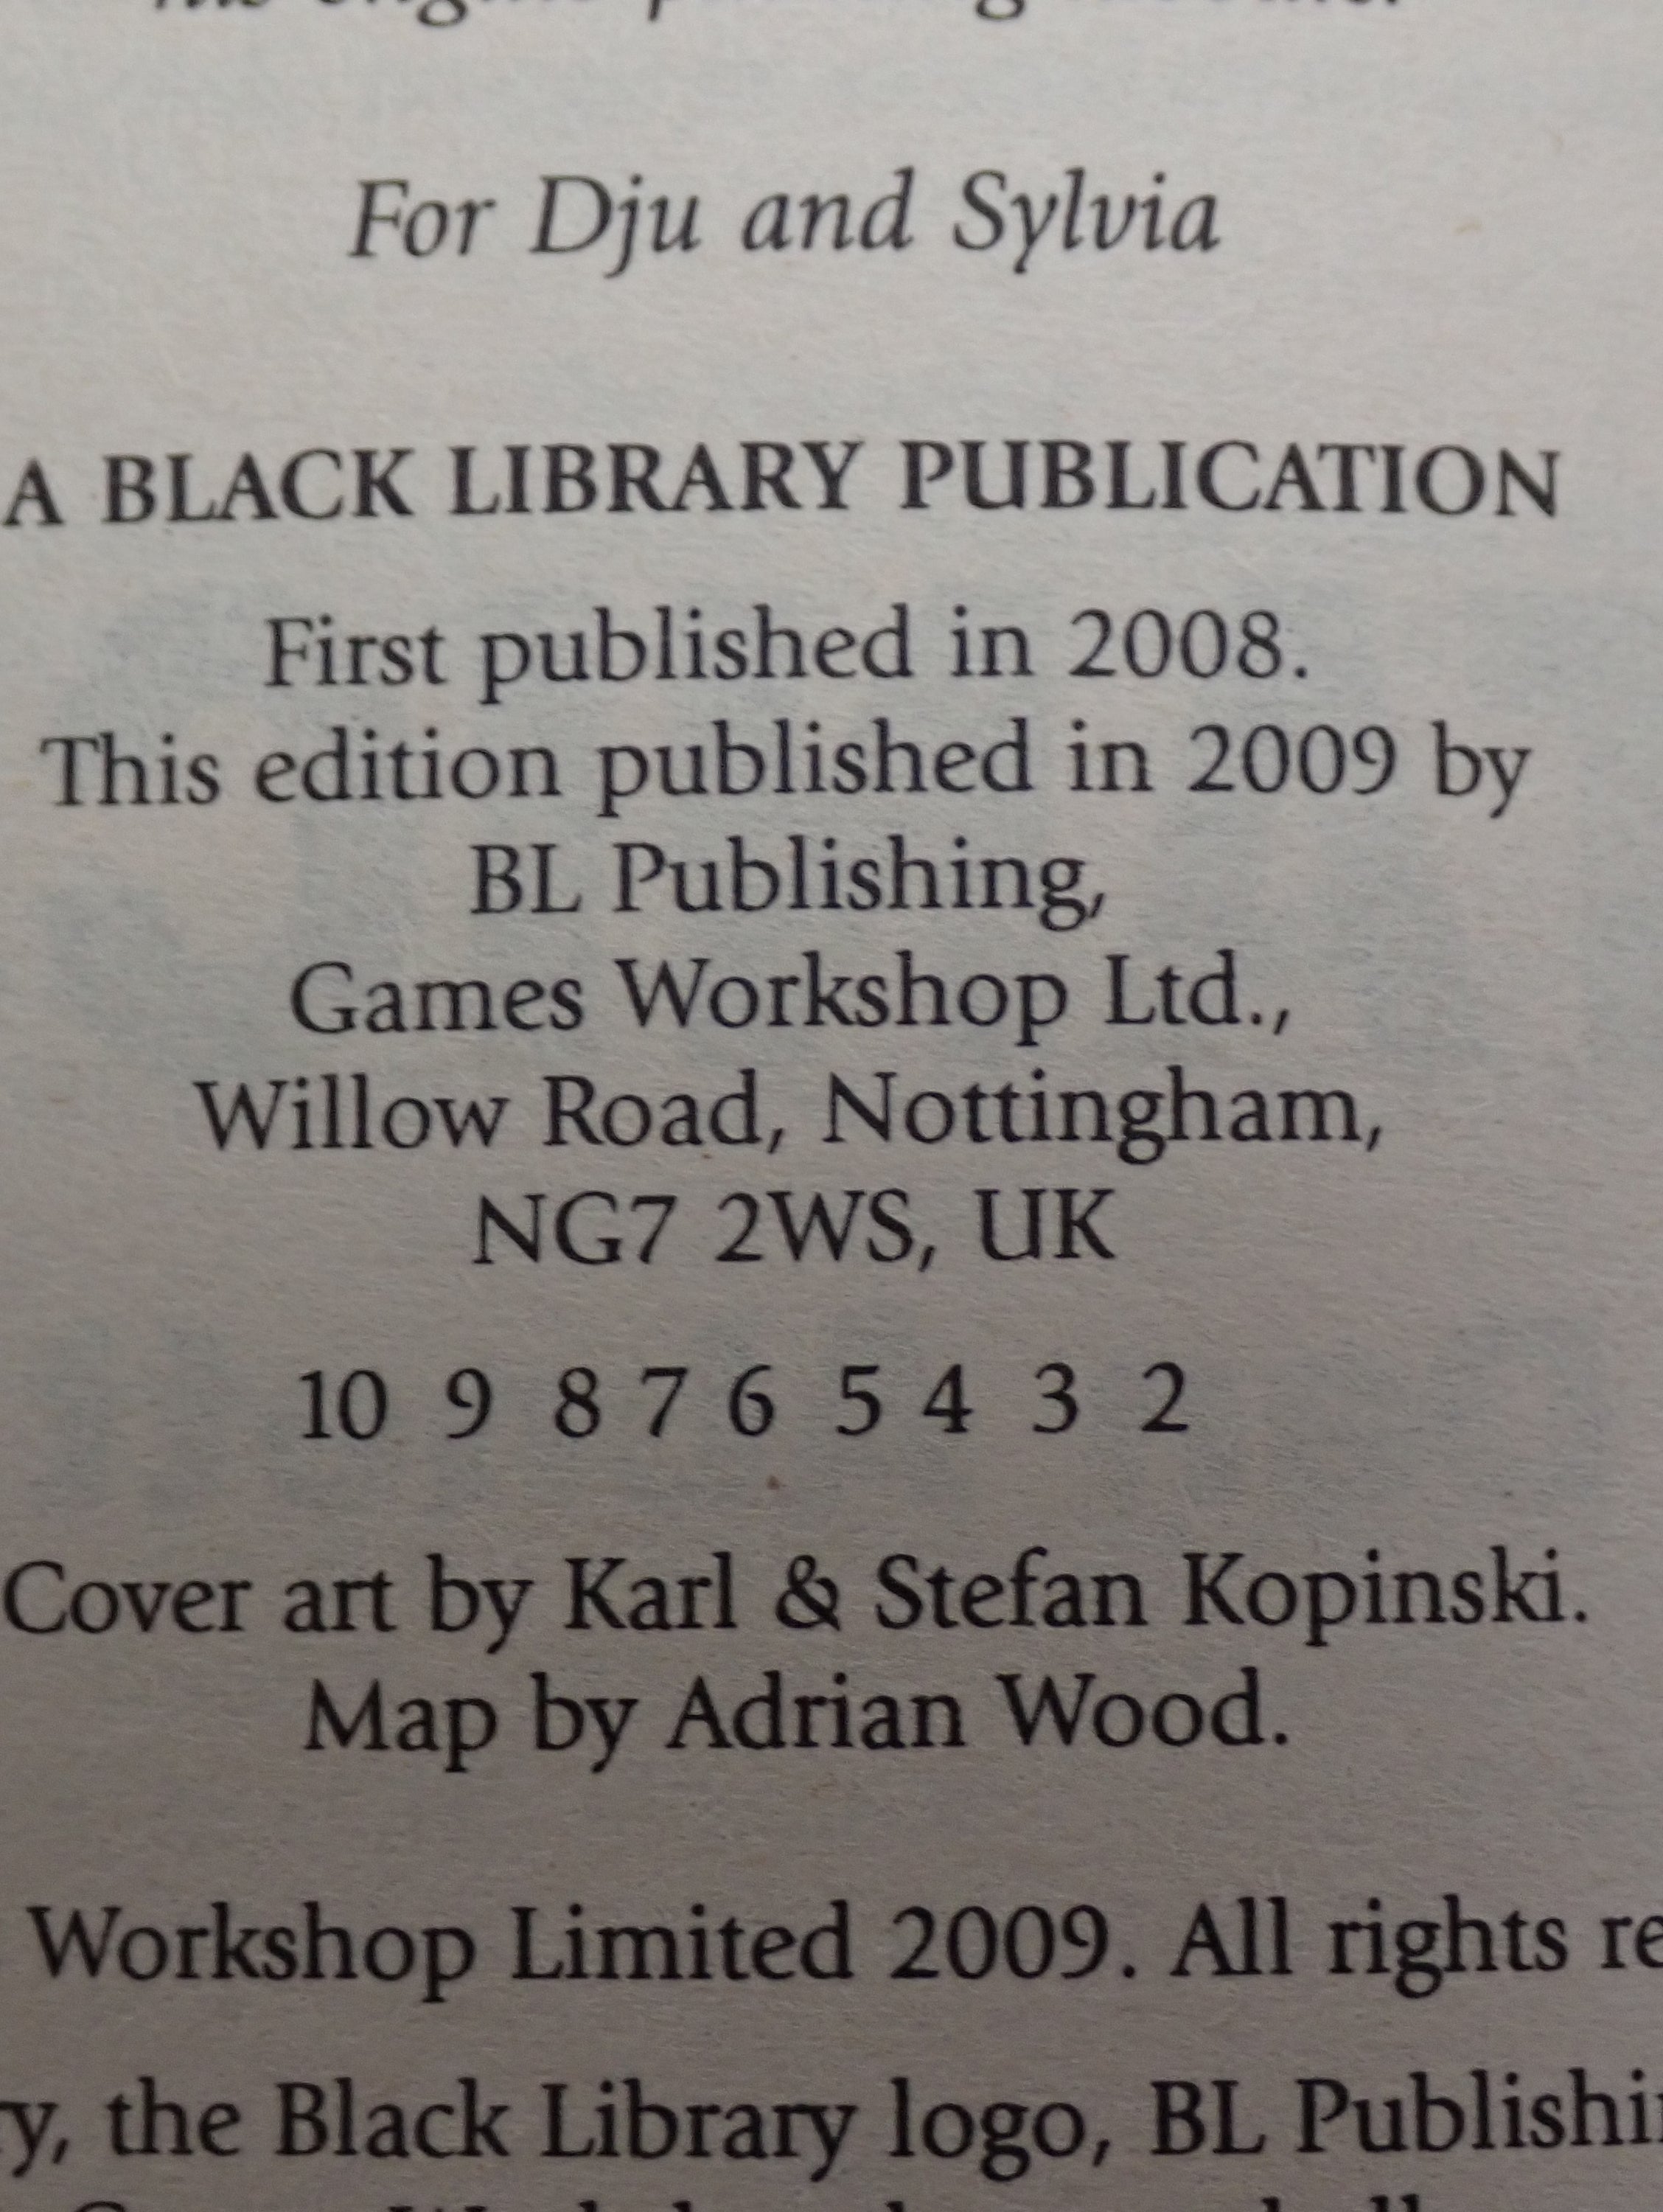 For Dju and Sylvia
A BLACK LIBRARY PUBLICATION
First published in 2008.
This edition published in 2009 by
BL Publishing,
Games Workshop Ltd.,
Willow Road, Nottingham,
NG7 2WS, UK
10 9 8 7 6 5 4 3 2
Cover art by Karl & Stefan Kopinski.
Map by Adrian Wood.
Workshop Limited 2009. All rights re
y, the Black Library logo, BL Publishin